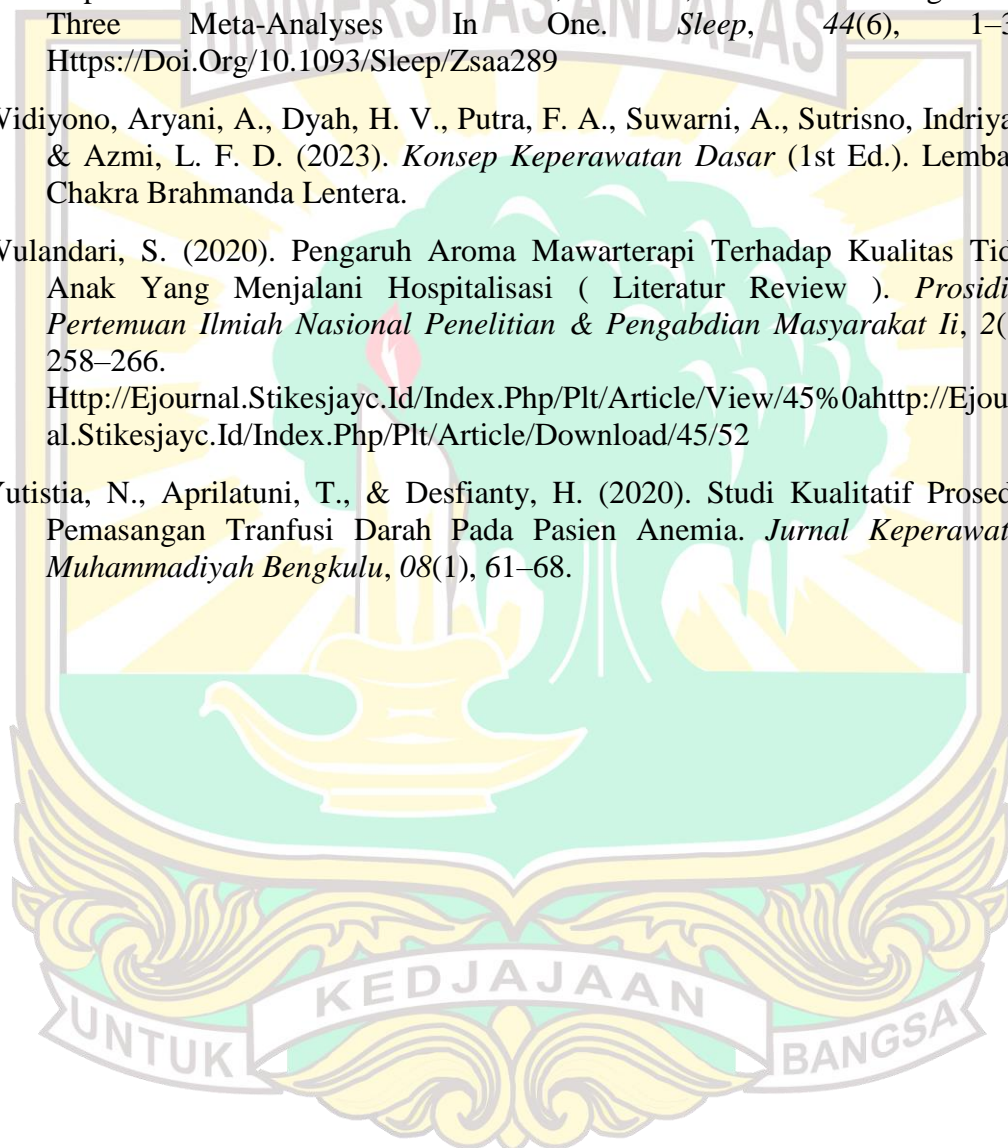 Three Meta-Analyses In One. Sleep, 44(6), 1–3
Https://Doi.Org/10.1093/Sleep/Zsaa289
Vidiyono, Aryani, A., Dyah, H. V., Putra, F. A., Suwarni, A., Sutrisno, Indriya
& Azmi, L. F. D. (2023). Konsep Keperawatan Dasar (1st Ed.). Lemba
Chakra Brahmanda Lentera.
Vulandari, S. (2020). Pengaruh Aroma Mawarterapi Terhadap Kualitas Tid
Anak Yang Menjalani Hospitalisasi ( Literatur Review ). Prosidi
Pertemuan Ilmiah Nasional Penelitian & Pengabdian Masyarakat Ii, 2(
258–266.
Http://Ejournal.Stikesjayc.Id/Index.Php/Plt/Article/View/45%0ahttp://Ejou
al.Stikesjayc.Id/Index.Php/Plt/Article/Download/45/52
Yutistia, N., Aprilatuni, T., & Desfianty, H. (2020). Studi Kualitatif Prosed
Pemasangan Tranfusi Darah Pada Pasien Anemia. Jurnal Keperawat
Muhammadiyah Bengkulu, 08(1), 61–68.
UNIVERSITAS ANDALAS
UNTUK KEDJAJAAN BANGSA